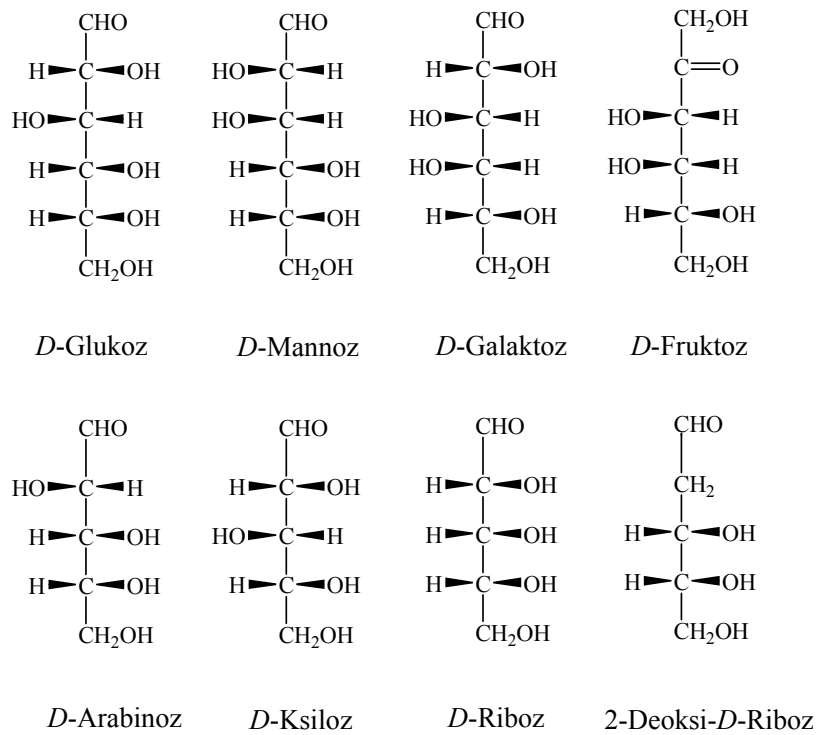 CHO CHO CHO CH₂OH
H C OH HO C H H C OH C=O
HO C H HO C H HO C H HO C H
H C OH H C OH HO C H HO C H
H C OH H C OH H C OH H C OH
CH₂OH CH₂OH CH₂OH CH₂OH
D-Glukoz D-Mannoz D-Galaktoz D-Fruktoz
CHO CHO CHO CHO
HO C H H C OH H C OH CH₂
H C OH HO C H H C OH H C OH
H C OH H C OH H C OH H C OH
CH₂OH CH₂OH CH₂OH CH₂OH
D-Arabinoz D-Ksiloz D-Riboz 2-Deoksi-D-Riboz